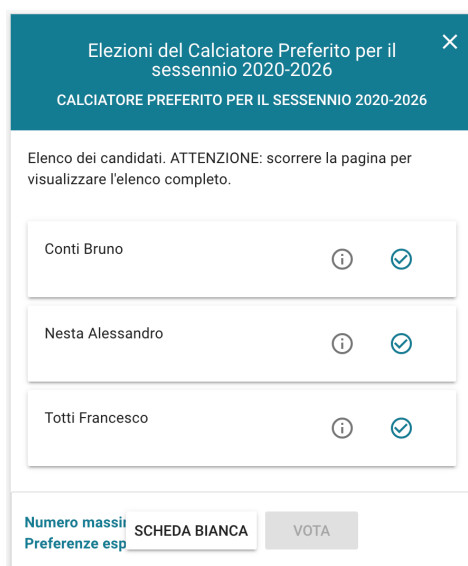 Elezioni del Calciatore Preferito per il
sessennio 2020-2026
CALCIATORE PREFERITO PER IL SESSENNIO 2020-2026
Elenco dei candidati. ATTENZIONE: scorrere la pagina per
visualizzare l'elenco completo.
Conti Bruno
Nesta Alessandro
Totti Francesco
Numero
Preferenze
SCHEDA BIANCA
VOTA